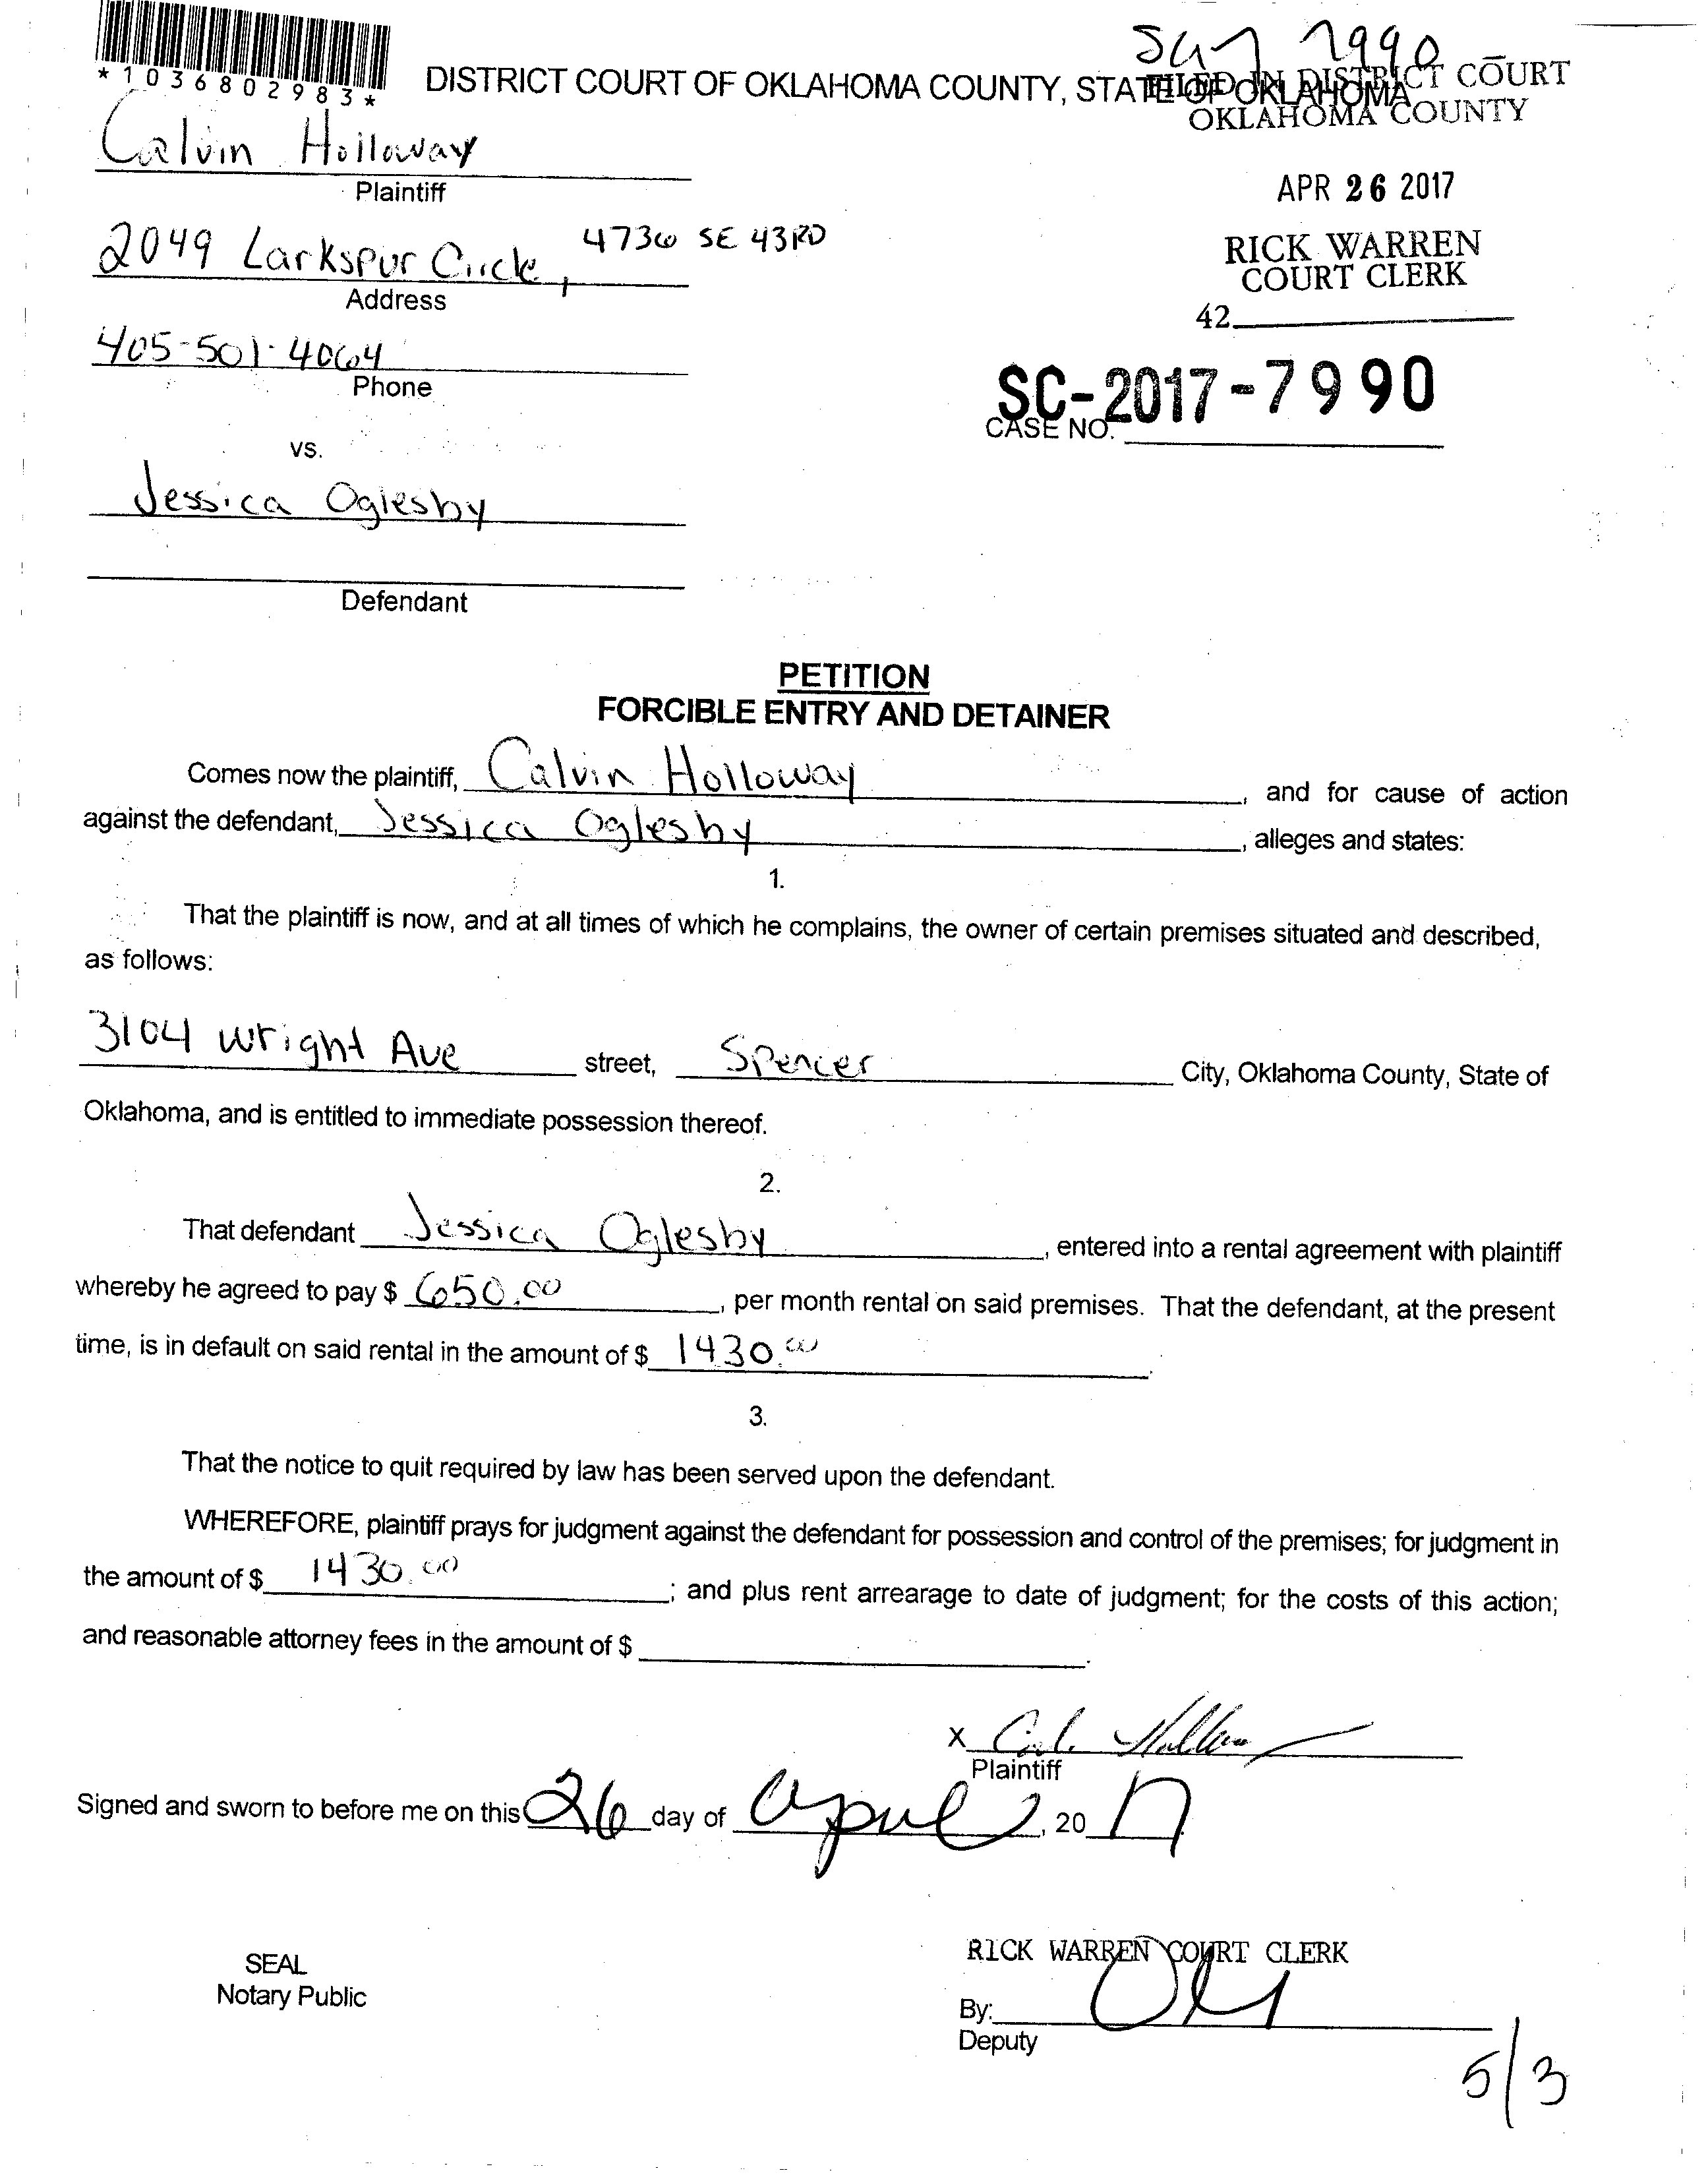 *1036802983*
SC17 7990
DISTRICT COURT OF OKLAHOMA COUNTY, STATE OF OKLAHOMA
FILED IN DISTRICT COURT
OKLAHOMA COUNTY
Calvin Holloway
Plaintiff
APR 26 2017
2049 Larkspur Circle, 4736 SE 43RD
Address
RICK WARREN
COURT CLERK
42
405-501-4064
Phone
SC-2017-7990
CASE NO.
vs.
Jessica Oglesby
Defendant
PETITION
FORCIBLE ENTRY AND DETAINER
Comes now the plaintiff, Calvin Holloway, and for cause of action
against the defendant, Jessica Oglesby, alleges and states:
1.
That the plaintiff is now, and at all times of which he complains, the owner of certain premises situated and described,
as follows:
3104 Wright Ave street, Spencer City, Oklahoma County, State of
Oklahoma, and is entitled to immediate possession thereof.
2.
That defendant Jessica Oglesby, entered into a rental agreement with plaintiff
whereby he agreed to pay $ 650.00, per month rental on said premises. That the defendant, at the present
time, is in default on said rental in the amount of $ 1430.00.
3.
That the notice to quit required by law has been served upon the defendant.
WHEREFORE, plaintiff prays for judgment against the defendant for possession and control of the premises; for judgment in
the amount of $ 1430.00; and plus rent arrearage to date of judgment; for the costs of this action;
and reasonable attorney fees in the amount of $ .
X
Plaintiff
Signed and sworn to before me on this 26 day of April, 20 17
SEAL
Notary Public
RICK WARREN COURT CLERK
By:
Deputy
5/3